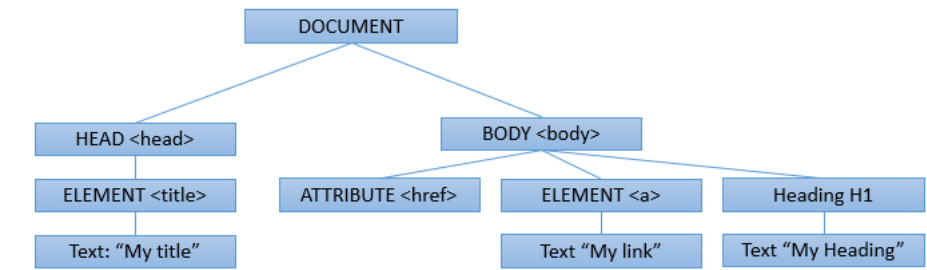 DOCUMENT
HEAD <head>
BODY <body>
ELEMENT <title>
ATTRIBUTE <href>
ELEMENT <a>
Heading H1
Text: “My title”
Text “My link”
Text “My Heading”